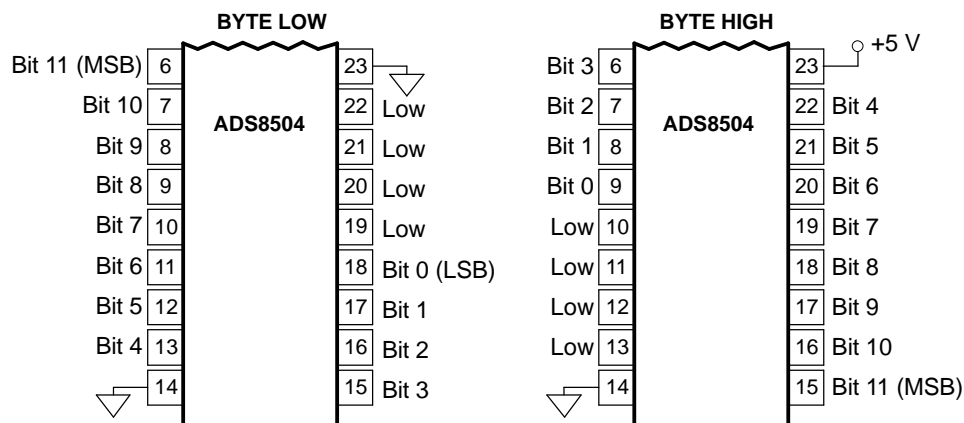 BYTE LOW
Bit 11 (MSB) 6 23
Bit 10 7 22 Low
ADS8504
Bit 9 8 21 Low
Bit 8 9 20 Low
Bit 7 10 19 Low
Bit 6 11 18 Bit 0 (LSB)
Bit 5 12 17 Bit 1
Bit 4 13 16 Bit 2
14 15 Bit 3
BYTE HIGH
+5 V
Bit 3 6 23
Bit 2 7 22 Bit 4
ADS8504
Bit 1 8 21 Bit 5
Bit 0 9 20 Bit 6
Low 10 19 Bit 7
Low 11 18 Bit 8
Low 12 17 Bit 9
Low 13 16 Bit 10
14 15 Bit 11 (MSB)